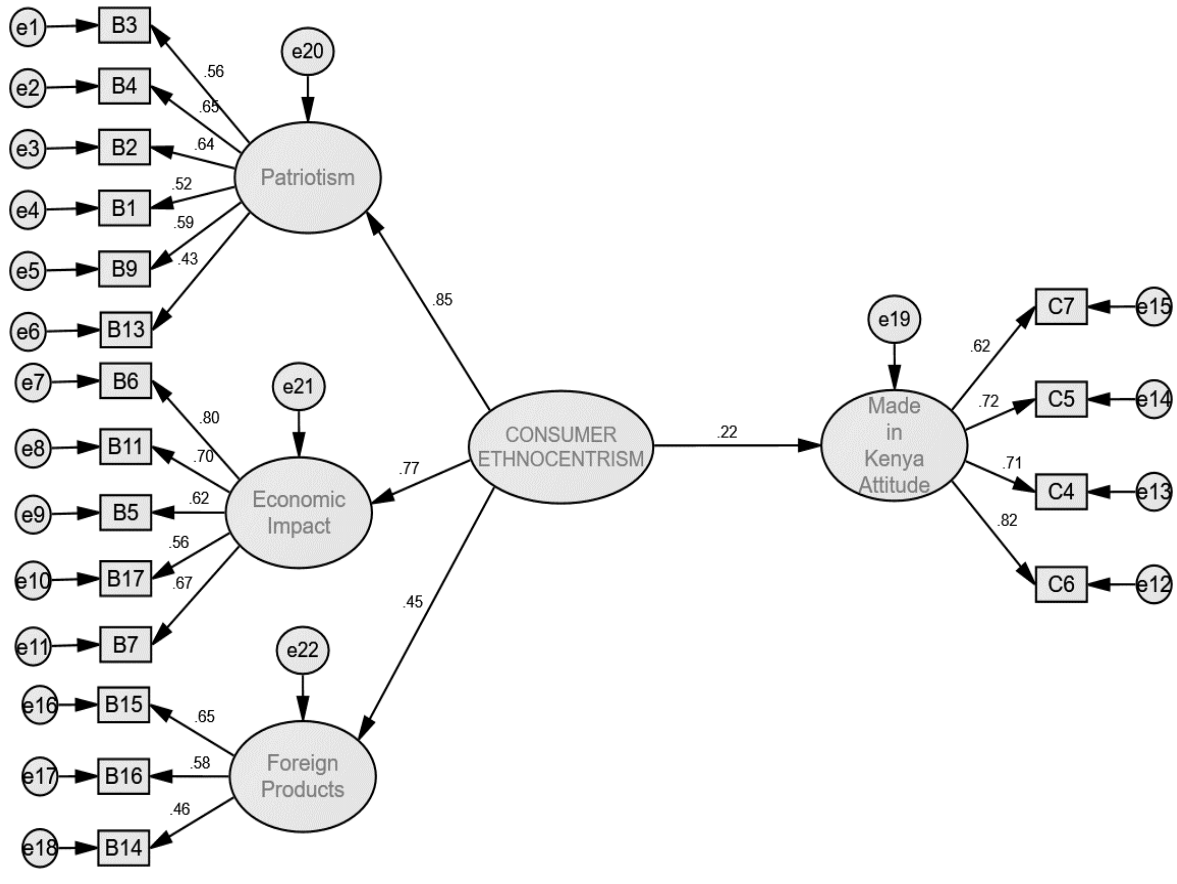 e1
B3
e20
.56
e2
B4
.65
e3
B2
.64
Patriotism
e4
B1
.52
.59
e5
B9
.43
e6
B13
.85
e7
B6
e21
.80
e8
B11
.70
.77
Economic
Impact
e9
B5
.62
.56
e10
B17
.67
e11
B7
CONSUMER
ETHNOCENTRISM
.22
.45
e22
e16
B15
.65
Foreign
Products
e17
B16
.58
.46
e18
B14
e19
Made
in
Kenya
Attitude
.62
C7
e15
.72
C5
e14
.71
C4
e13
.82
C6
e12